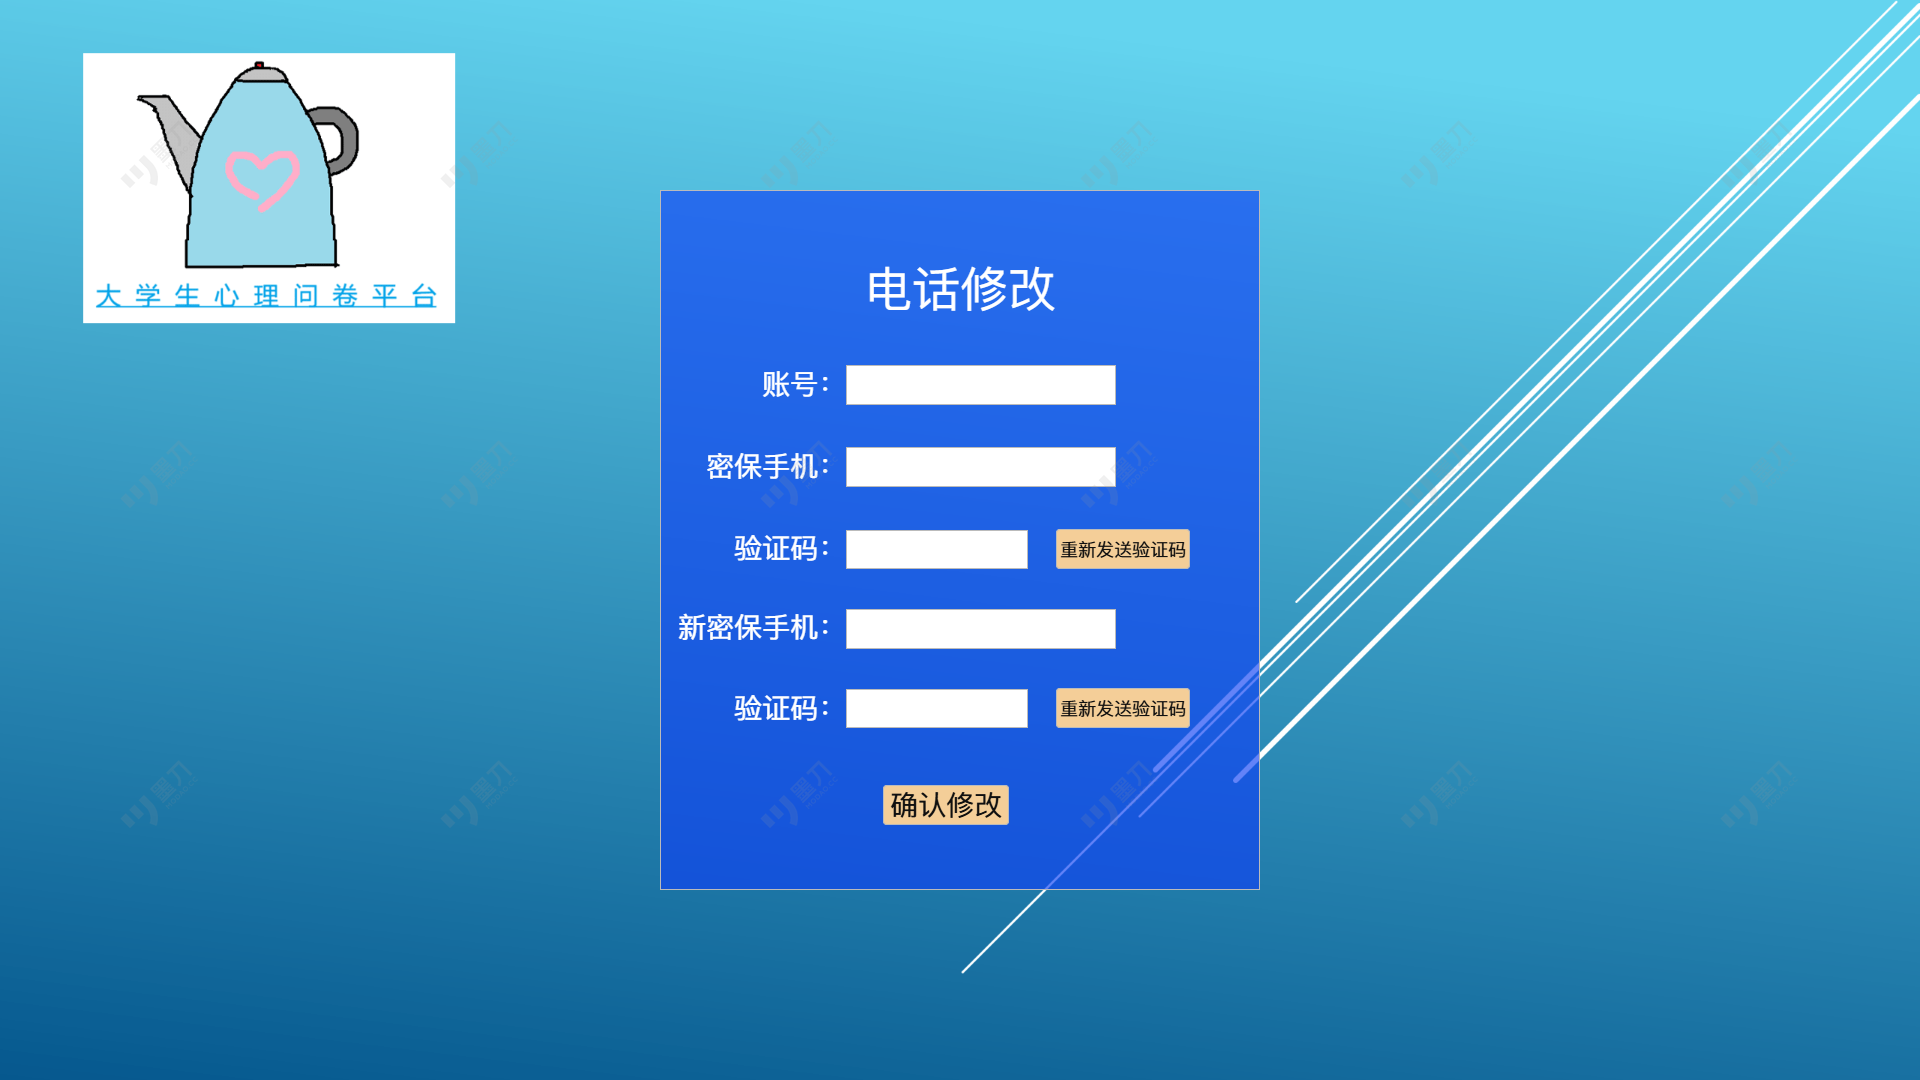 大学生心理问卷平台
电话修改
账号：
密保手机：
验证码：
重新发送验证码
新密保手机：
验证码：
重新发送验证码
确认修改
墨刀